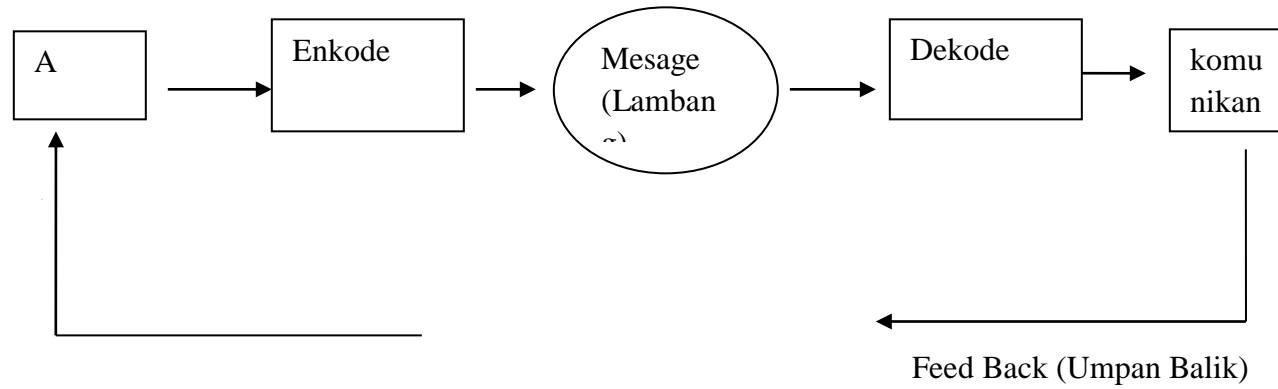 A
Enkode
Mesage
(Lamban
Dekode
komu
nikan
Feed Back (Umpan Balik)